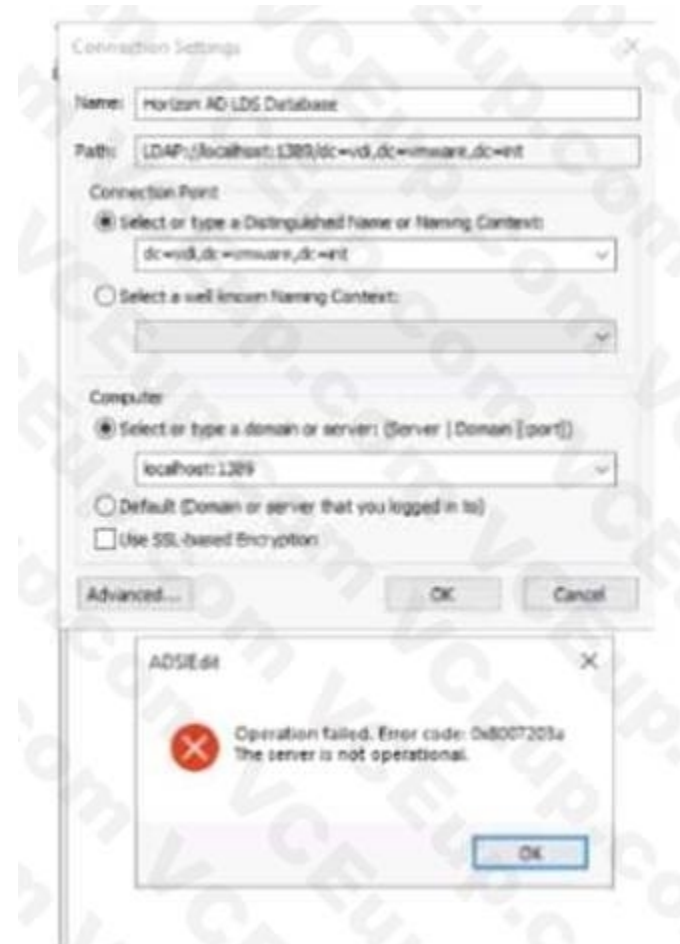 Connection Settings
Name: Horizon AD LDS Database
Path: LDAP://localhost:1389/dc=vdi,dc=vmware,dc=int
Connection Point
Select or type a Distinguished Name or Naming Context:
dc=vdi,dc=vmware,dc=int
Select a well known Naming Context:
Computer
Select or type a domain or server: (Server | Domain [:port])
localhost:1389
Default (Domain or server that you logged in to)
Use SSL-based Encryption
Advanced... OK Cancel
ADSIEdit
Operation failed. Error code: 0x8007203a
The server is not operational.
OK
VCEup.com